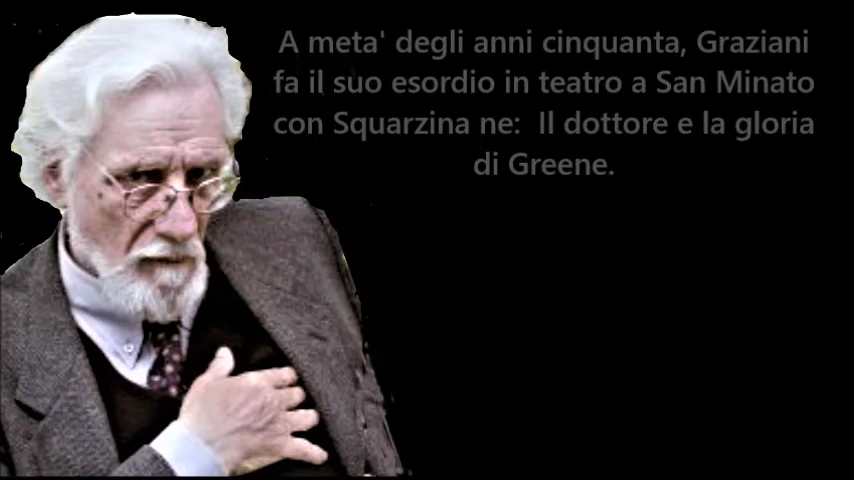 A meta' degli anni cinquanta, Graziani
fa il suo esordio in teatro a San Minato
con Squarzina ne:  Il dottore e la gloria
di Greene.